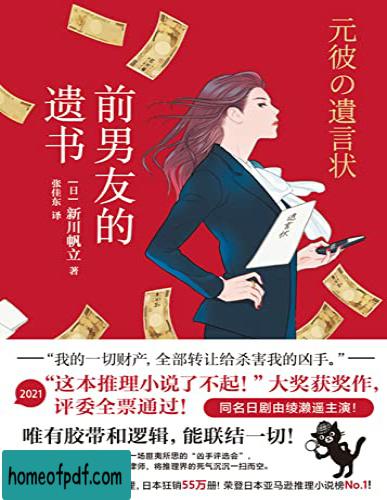 元彼の遺言状
前男友的
遗书
［日］新川帆立 著
张佳东 译
遺言状
“我的一切财产，全部转让给杀害我的凶手。”
2021
“这本推理小说了不起！”大奖获奖作，
评委全票通过！
同名日剧由绫濑遥主演！
唯有胶带和逻辑，能联结一切！
一场匪夷所思的“凶手评选会”，
律师，将推理界的死气沉沉一扫而空。
理，日本狂销55万册！荣登日本亚马逊推理小说榜No.1！
homeofpdf.com